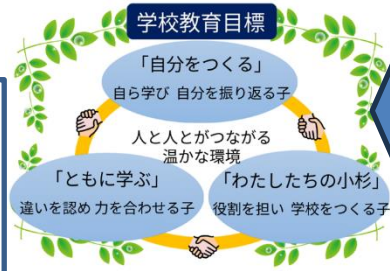 学校教育目標
「自分をつくる」
自ら学び 自分を振り返る子
人と人とがつながる
温かな環境
「ともに学ぶ」
違いを認め 力を合わせる子
「わたしたちの小杉」
役割を担い 学校をつくる子